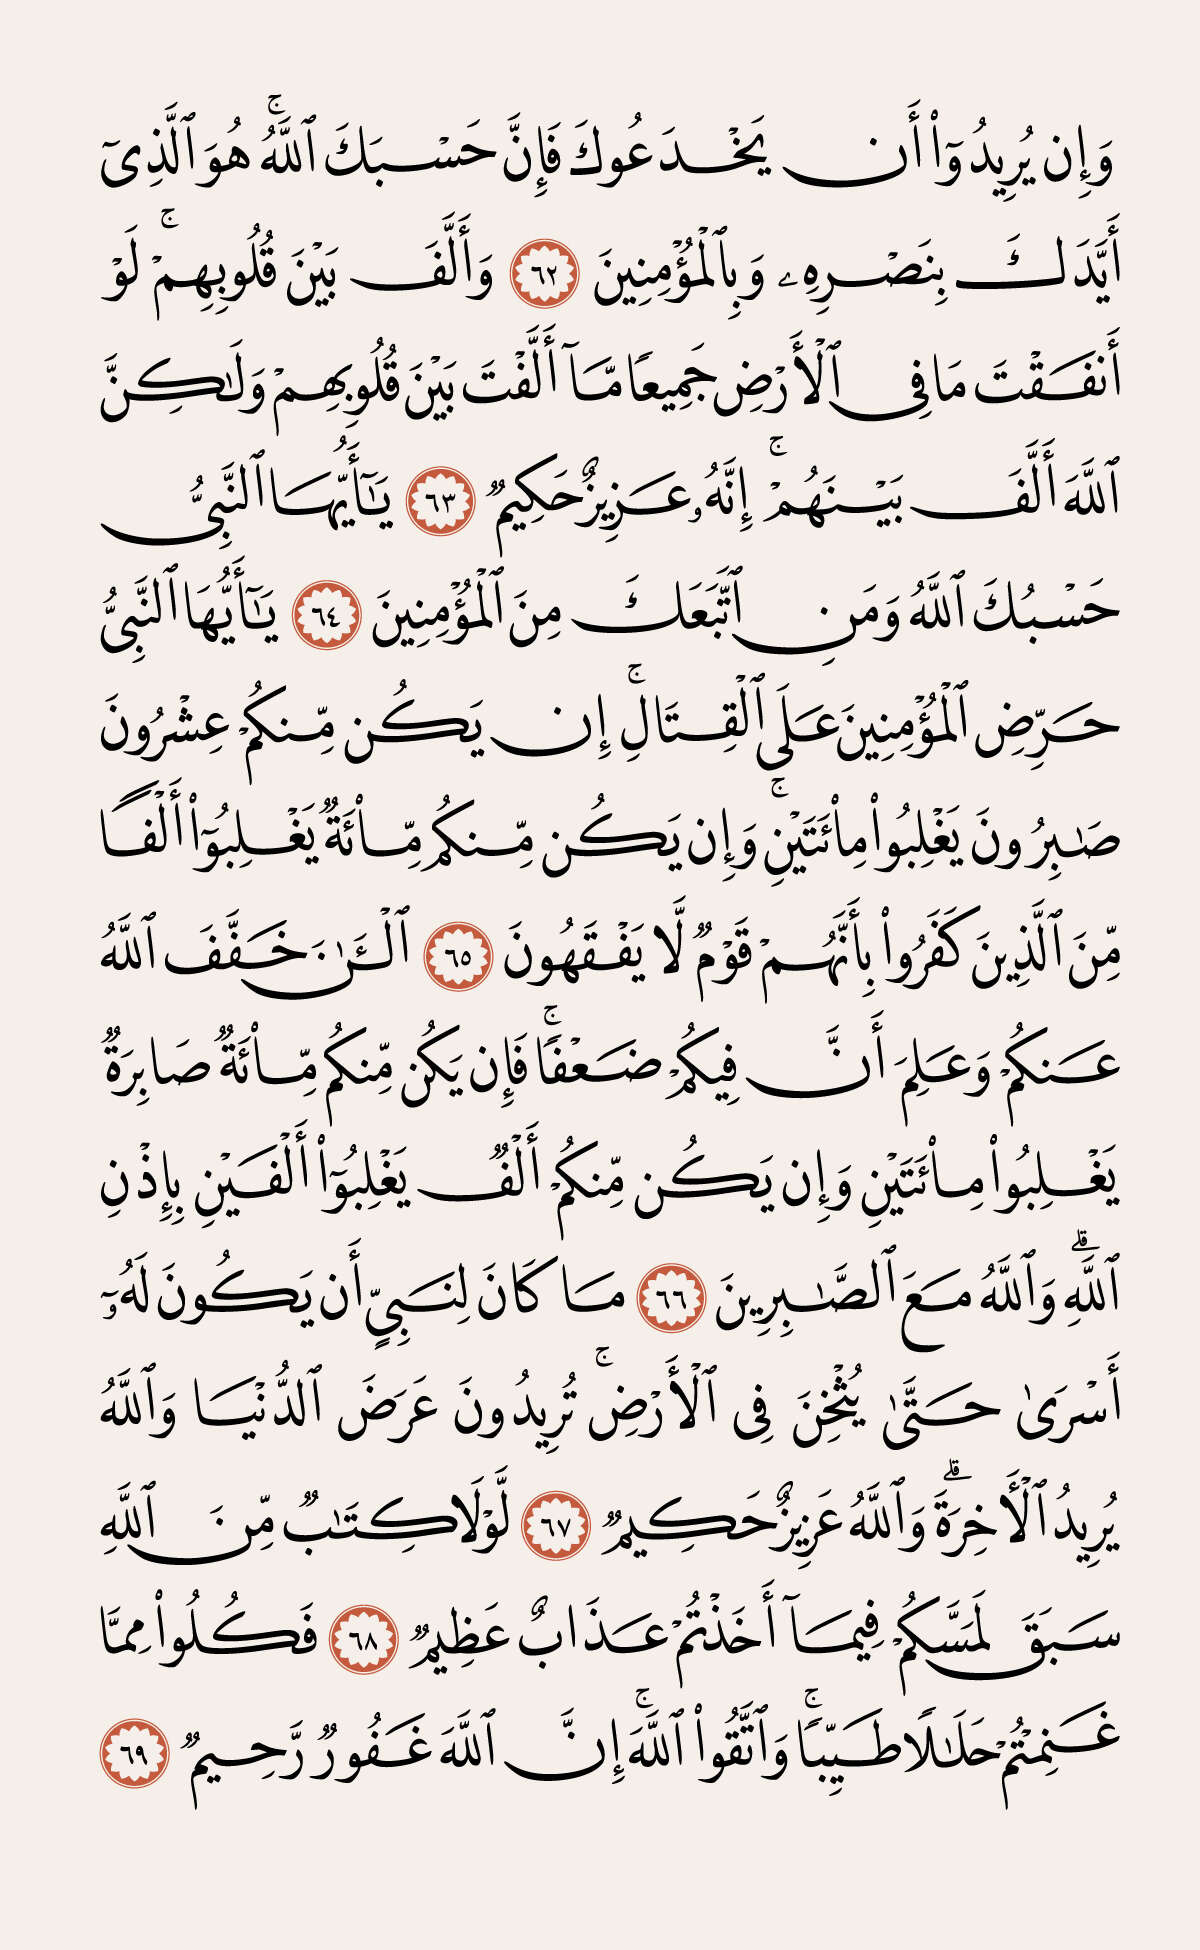 وَإِن يُرِيدُوٓا۟ أَن يَخْدَعُوكَ فَإِنَّ حَسْبَكَ ٱللَّهُ ۚ هُوَ ٱلَّذِىٓ
أَيَّدَكَ بِنَصْرِهِۦ وَبِٱلْمُؤْمِنِينَ ٦٢ وَأَلَّفَ بَيْنَ قُلُوبِهِمْ ۚ لَوْ
أَنفَقْتَ مَا فِى ٱلْأَرْضِ جَمِيعًا مَّآ أَلَّفْتَ بَيْنَ قُلُوبِهِمْ وَلَـٰكِنَّ
ٱللَّهَ أَلَّفَ بَيْنَهُمْ ۚ إِنَّهُۥ عَزِيزٌ حَكِيمٌ ٦٣ يَـٰٓأَيُّهَا ٱلنَّبِىُّ
حَسْبُكَ ٱللَّهُ وَمَنِ ٱتَّبَعَكَ مِنَ ٱلْمُؤْمِنِينَ ٦٤ يَـٰٓأَيُّهَا ٱلنَّبِىُّ
حَرِّضِ ٱلْمُؤْمِنِينَ عَلَى ٱلْقِتَالِ ۚ إِن يَكُن مِّنكُمْ عِشْرُونَ
صَـٰبِرُونَ يَغْلِبُوا۟ مِا۟ئَتَيْنِ ۚ وَإِن يَكُن مِّنكُم مِّا۟ئَةٌ يَغْلِبُوٓا۟ أَلْفًا
مِّنَ ٱلَّذِينَ كَفَرُوا۟ بِأَنَّهُمْ قَوْمٌ لَّا يَفْقَهُونَ ٦٥ ٱلْـَٔـٰنَ خَفَّفَ ٱللَّهُ
عَنكُمْ وَعَلِمَ أَنَّ فِيكُمْ ضَعْفًا ۚ فَإِن يَكُن مِّنكُم مِّا۟ئَةٌ صَابِرَةٌ
يَغْلِبُوا۟ مِا۟ئَتَيْنِ وَإِن يَكُن مِّنكُمْ أَلْفٌ يَغْلِبُوٓا۟ أَلْفَيْنِ بِإِذْنِ
ٱللَّهِ ۗ وَٱللَّهُ مَعَ ٱلصَّـٰبِرِينَ ٦٦ مَا كَانَ لِنَبِىٍّ أَن يَكُونَ لَهُۥٓ
أَسْرَىٰ حَتَّىٰ يُثْخِنَ فِى ٱلْأَرْضِ ۚ تُرِيدُونَ عَرَضَ ٱلدُّنْيَا وَٱللَّهُ
يُرِيدُ ٱلْـَٔاخِرَةَ ۗ وَٱللَّهُ عَزِيزٌ حَكِيمٌ ٦٧ لَّوْلَا كِتَـٰبٌ مِّنَ ٱللَّهِ
سَبَقَ لَمَسَّكُمْ فِيمَآ أَخَذْتُمْ عَذَابٌ عَظِيمٌ ٦٨ فَكُلُوا۟ مِمَّا
غَنِمْتُمْ حَلَـٰلًا طَيِّبًا ۚ وَٱتَّقُوا۟ ٱللَّهَ ۚ إِنَّ ٱللَّهَ غَفُورٌ رَّحِيمٌ ٦٩